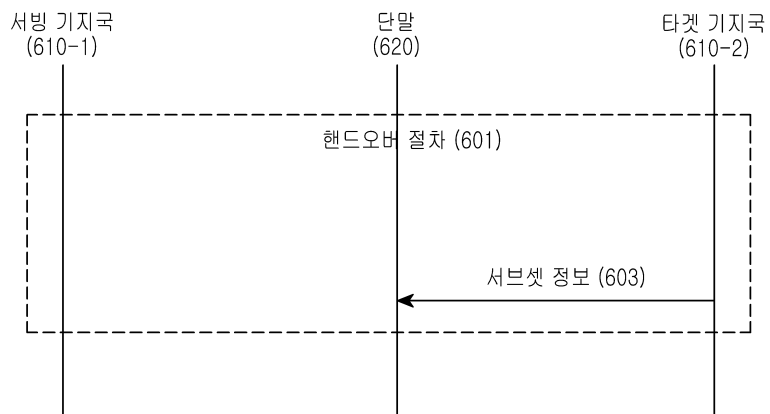 서빙 기지국
(610-1)
단말
(620)
타겟 기지국
(610-2)
핸드오버 절차 (601)
서브셋 정보 (603)